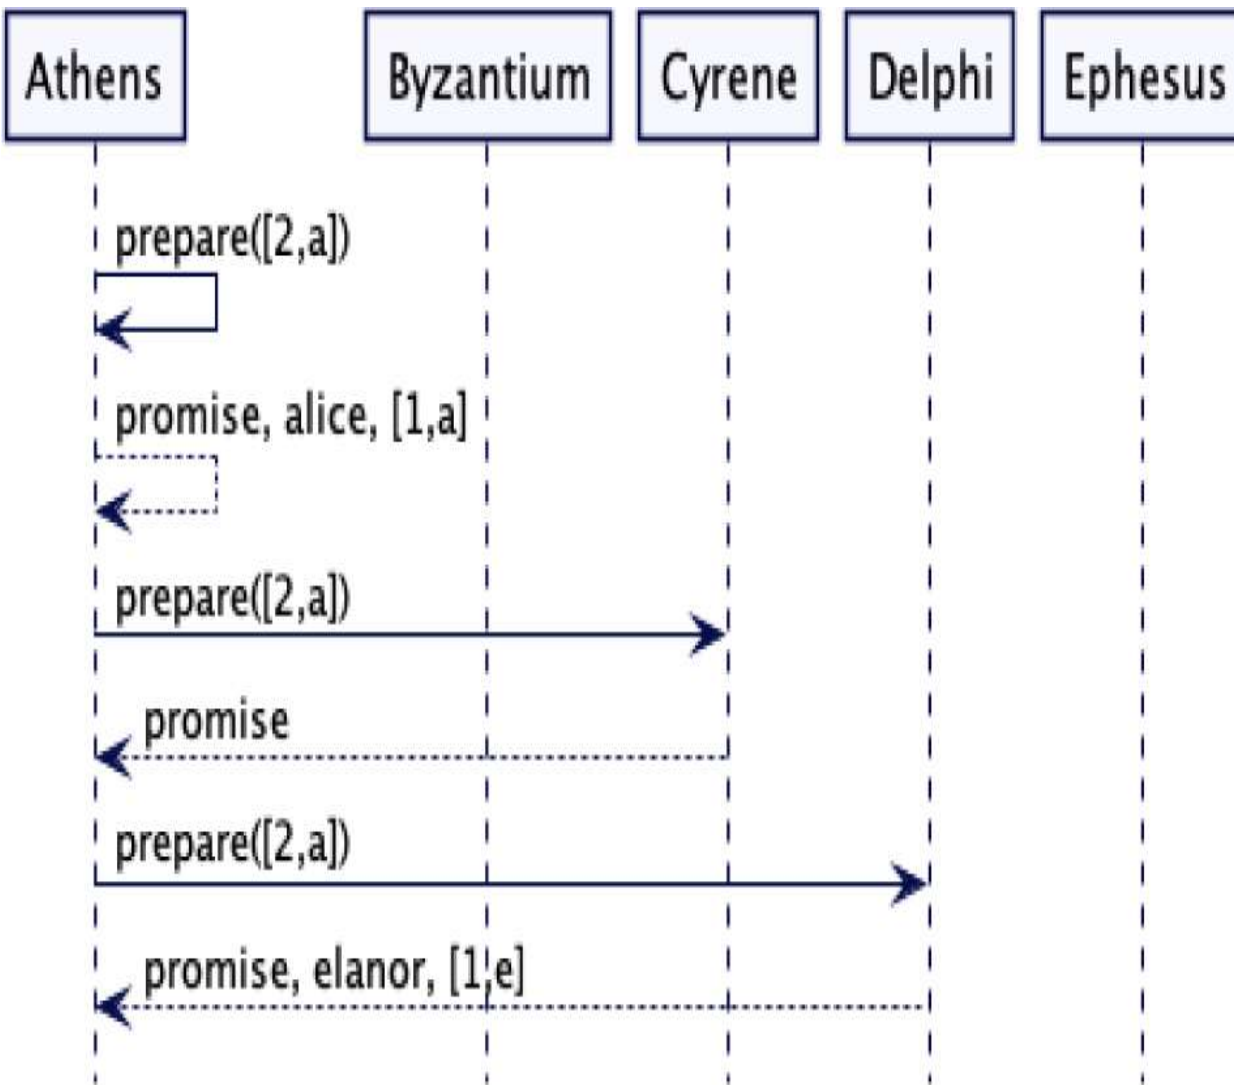 Athens Byzantium Cyrene Delphi Ephesus
prepare([2,a])
promise, alice, [1,a]
prepare([2,a])
promise
prepare([2,a])
promise, elanor, [1,e]